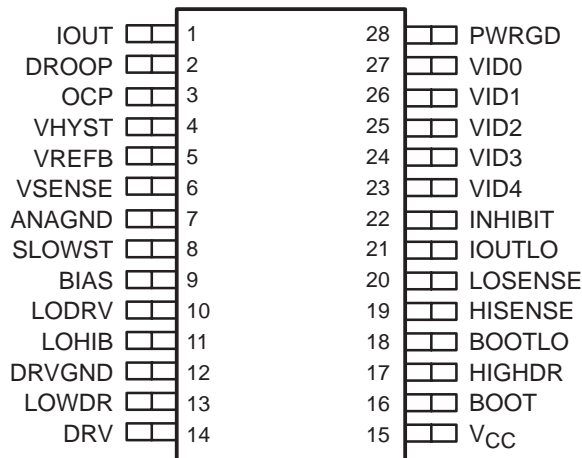 IOUT 1 28 PWRGD
DROOP 2 27 VID0
OCP 3 26 VID1
VHYST 4 25 VID2
VREFB 5 24 VID3
VSENSE 6 23 VID4
ANAGND 7 22 INHIBIT
SLOWST 8 21 IOUTLO
BIAS 9 20 LOSENSE
LODRV 10 19 HISENSE
LOHIB 11 18 BOOTLO
DRVGND 12 17 HIGHDR
LOWDR 13 16 BOOT
DRV 14 15 VCC